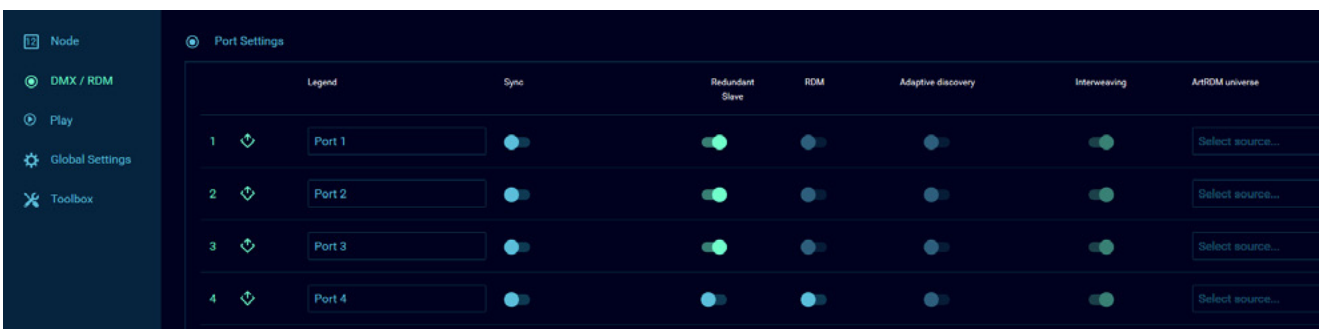 12 Node
Port Settings
DMX / RDM
Legend Sync Redundant Slave RDM Adaptive discovery Interweaving ArtRDM universe
Play
1 Port 1 Select source...
Global Settings
2 Port 2 Select source...
Toolbox
3 Port 3 Select source...
4 Port 4 Select source...